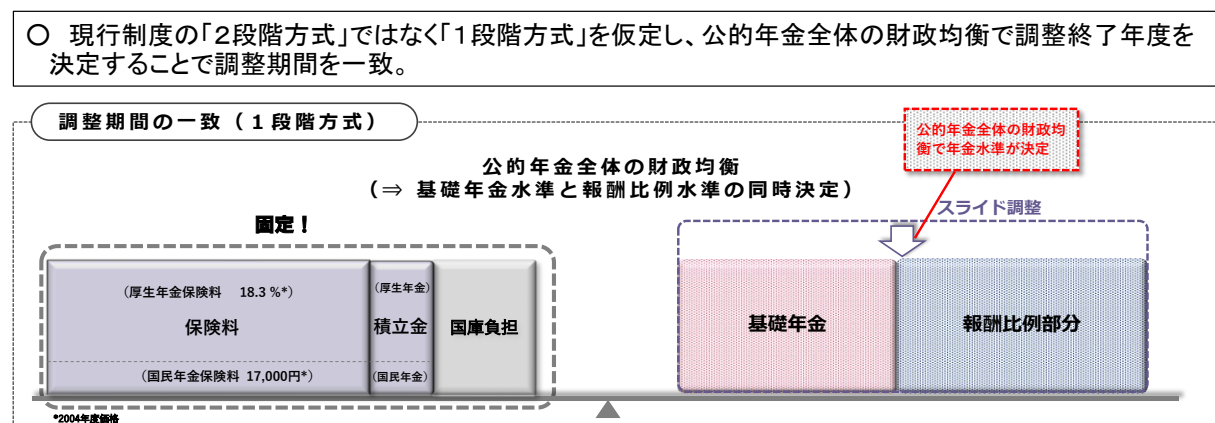 ○ 現行制度の「２段階方式」ではなく「１段階方式」を仮定し、公的年金全体の財政均衡で調整終了年度を
決定することで調整期間を一致。
調整期間の一致（１段階方式）
公的年金全体の財政均
衡で年金水準が決定
公的年金全体の財政均衡
（⇒ 基礎年金水準と報酬比例水準の同時決定）
スライド調整
固定！
（厚生年金保険料　18.3 %*）
（厚生年金）
保険料
積立金
国庫負担
基礎年金
報酬比例部分
（国民年金保険料 17,000円*）
（国民年金）
*2004年度価格